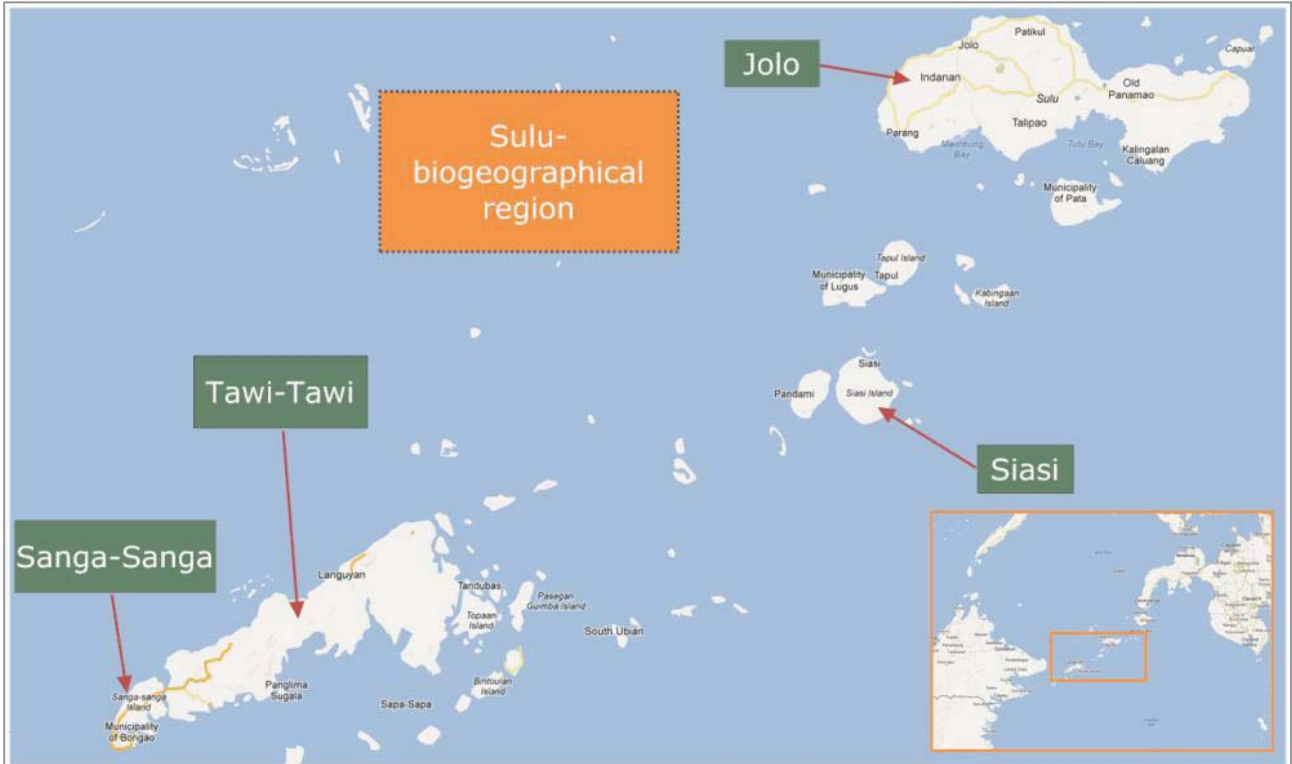 Jolo
Sulu-
biogeographical
region
Jolo
Patikul
Capual
Indanan
Old
Panamao
Sulu
Parang
Talipao
Maimbung
Bay
Tutu Bay
Kalingalan
Caluang
Municipality
of Pata
Tapul Island
Municipality
of Lugus
Tapul
Kabingaan
Island
Tawi-Tawi
Siasi
Pandami
Siasi Island
Siasi
Sanga-Sanga
Languyan
Tandubas
Pasegan
Guimba Island
Topaan
Island
South Ubian
Panglima
Sugala
Bintoulan
Island
Sapa-Sapa
Sanga-sanga
Island
Municipality
of Bongao